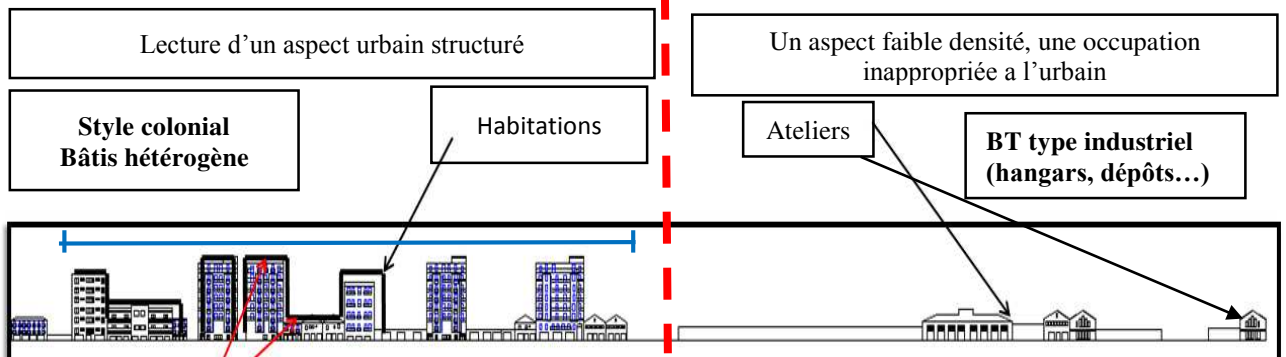 Lecture d’un aspect urbain structuré
Un aspect faible densité, une occupation
inappropriée a l’urbain
Style colonial
Bâtis hétérogène
Habitations
Ateliers
BT type industriel
(hangars, dépôts…)